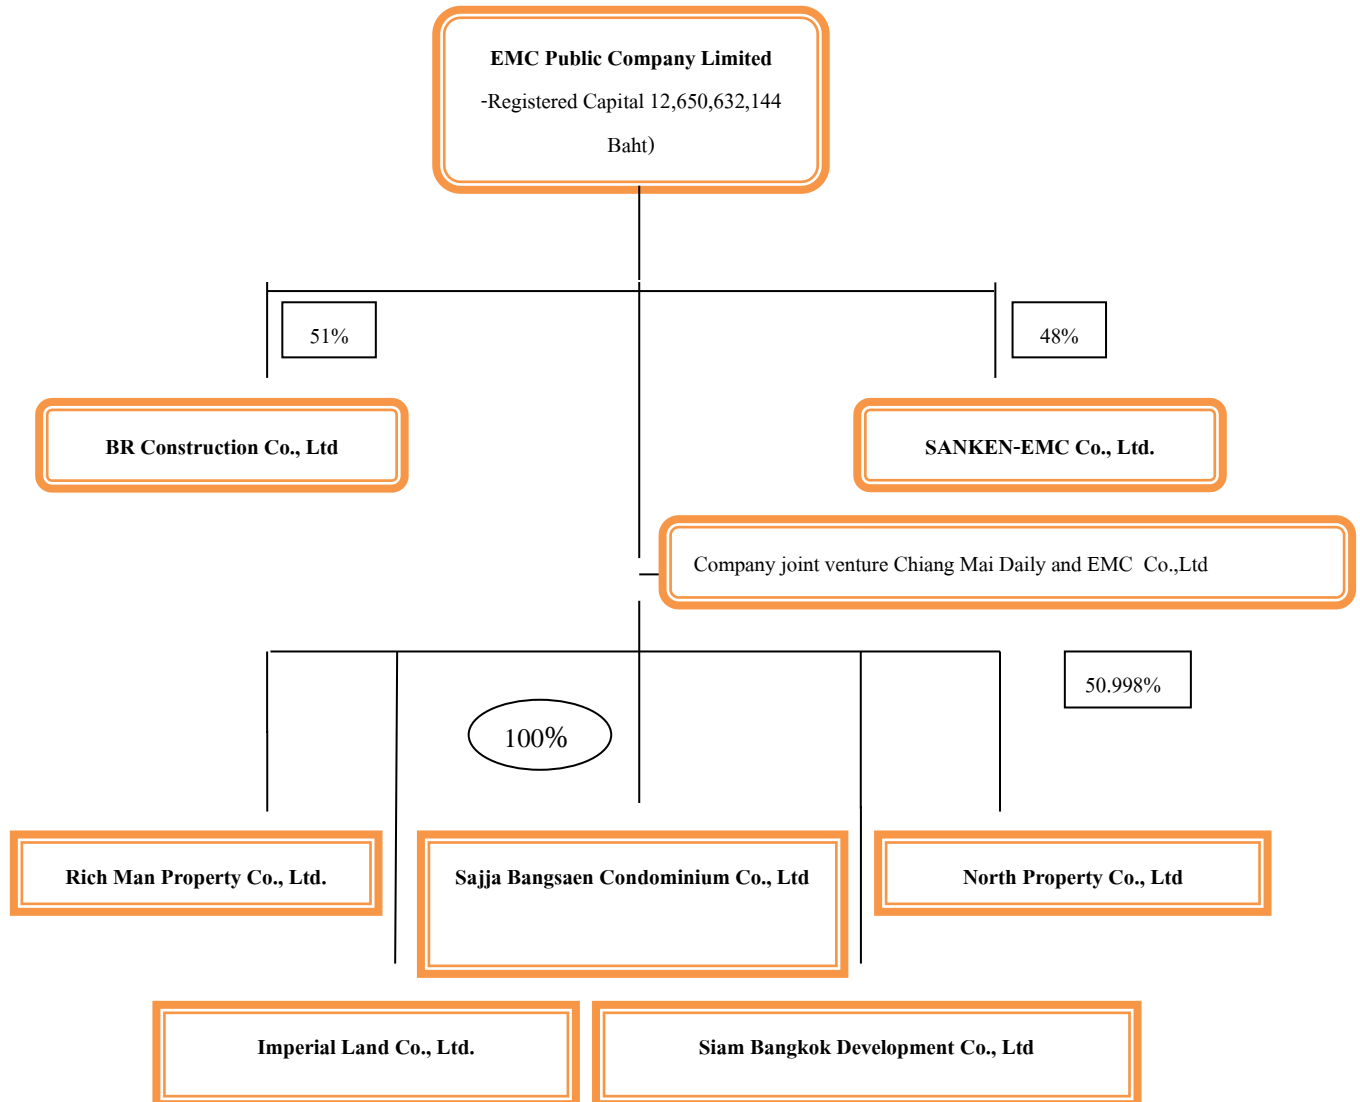 EMC Public Company Limited
-Registered Capital 12,650,632,144
Baht)
51%
48%
BR Construction Co., Ltd
SANKEN-EMC Co., Ltd.
Company joint venture Chiang Mai Daily and EMC Co.,Ltd
50.998%
100%
Rich Man Property Co., Ltd.
Sajja Bangsaen Condominium Co., Ltd
North Property Co., Ltd
Imperial Land Co., Ltd.
Siam Bangkok Development Co., Ltd